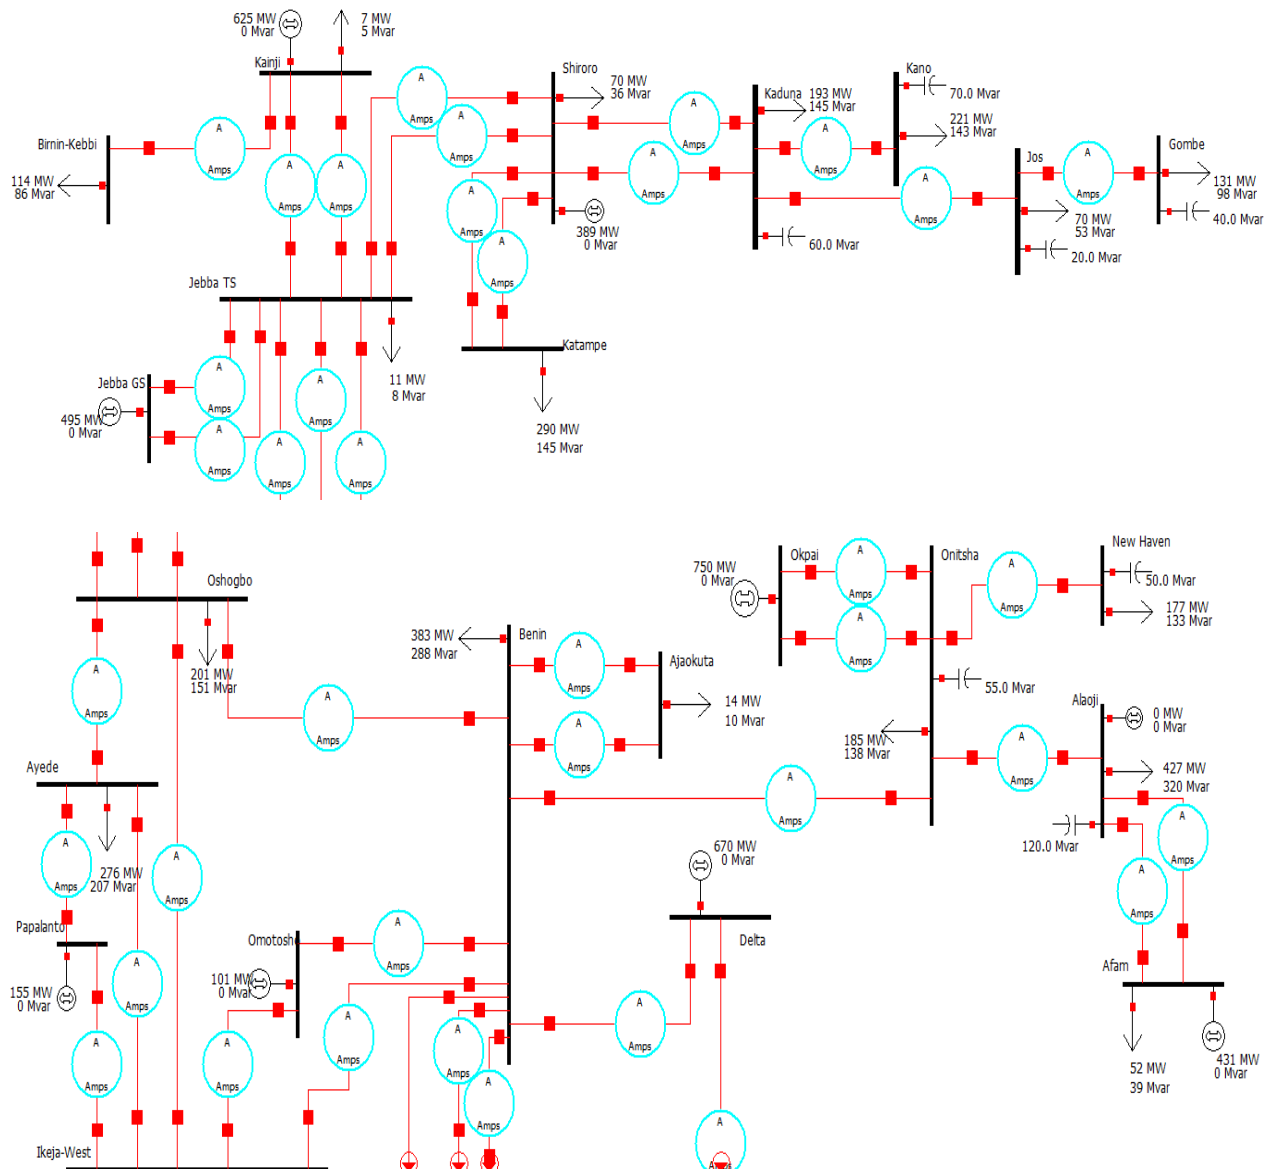 625 MW
0 Mvar
7 MW
5 Mvar
Kainji
A
Amps
Birnin-Kebbi
114 MW
86 Mvar
A
Amps
A
Amps
A
Amps
A
Amps
Shiroro
70 MW
36 Mvar
A
Amps
A
Amps
A
Amps
A
Amps
389 MW
0 Mvar
Kaduna
193 MW
145 Mvar
60.0 Mvar
A
Amps
Kano
70.0 Mvar
221 MW
143 Mvar
A
Amps
Jos
70 MW
53 Mvar
20.0 Mvar
A
Amps
Gombe
131 MW
98 Mvar
40.0 Mvar
Jebba TS
11 MW
8 Mvar
Katampe
290 MW
145 Mvar
Jebba GS
495 MW
0 Mvar
A
Amps
A
Amps
A
Amps
A
Amps
A
Amps
Oshogbo
201 MW
151 Mvar
A
Amps
A
Amps
Ayede
276 MW
207 Mvar
A
Amps
A
Amps
A
Amps
Papalanto
155 MW
0 Mvar
A
Amps
Ikeja-West
383 MW
288 Mvar
Benin
A
Amps
A
Amps
Ajaokuta
14 MW
10 Mvar
A
Amps
Omotosho
101 MW
0 Mvar
A
Amps
A
Amps
A
Amps
A
Amps
A
Amps
A
Amps
670 MW
0 Mvar
Delta
A
Amps
750 MW
0 Mvar
Okpai
A
Amps
A
Amps
Onitsha
55.0 Mvar
185 MW
138 Mvar
A
Amps
New Haven
50.0 Mvar
177 MW
133 Mvar
A
Amps
Alaoji
0 MW
0 Mvar
427 MW
320 Mvar
120.0 Mvar
A
Amps
A
Amps
Afam
52 MW
39 Mvar
431 MW
0 Mvar